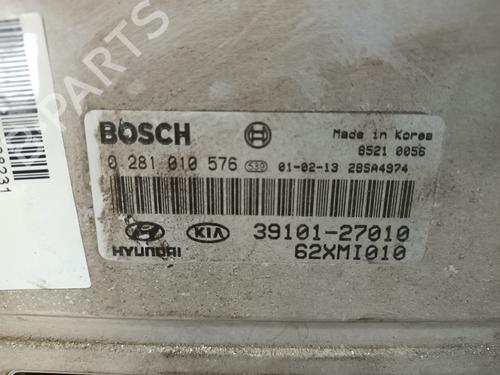 BOSCH
Made in Korea
8521 0056
0 281 010 576 S30 01-02-13 28SA4974
HYUNDAI
KIA
39101-27010
62XMI010
B-PARTS